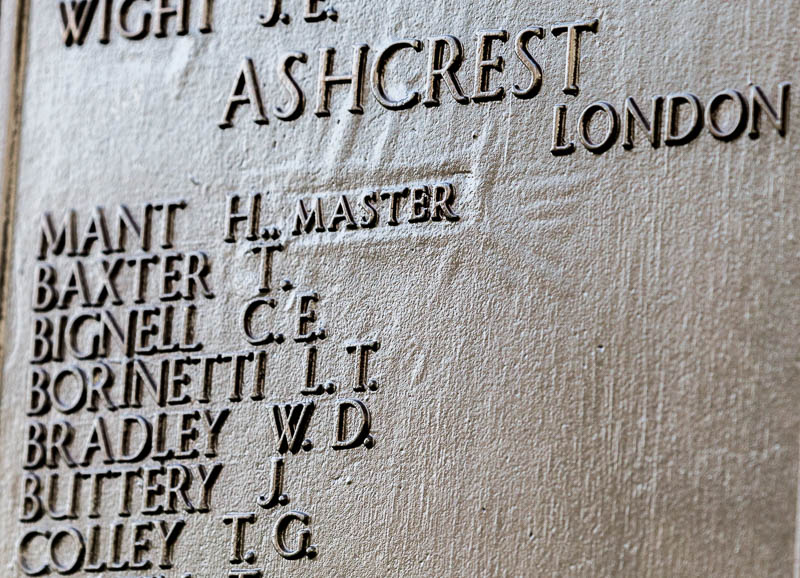 WIGHT J. E.
ASHCREST
LONDON
MANT H., MASTER
BAXTER T.
BIGNELL C. E.
BORINETTI L. T.
BRADLEY W. D.
BUTTERY J.
COLLEY T. G.